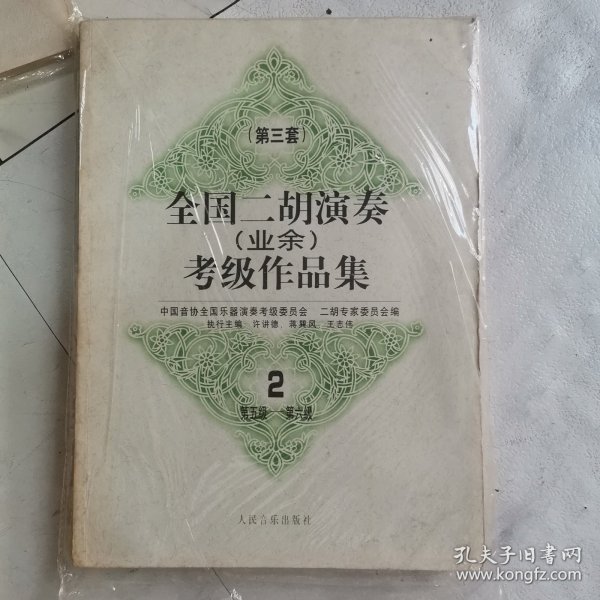 （第三套）
全国二胡演奏
（业余）
考级作品集
中国音协全国乐器演奏考级委员会 二胡专家委员会编
执行主编 许讲德、蒋巽风、王志伟
2
第五级——第六级
人民音乐出版社
孔夫子旧书网
www.kongfz.com